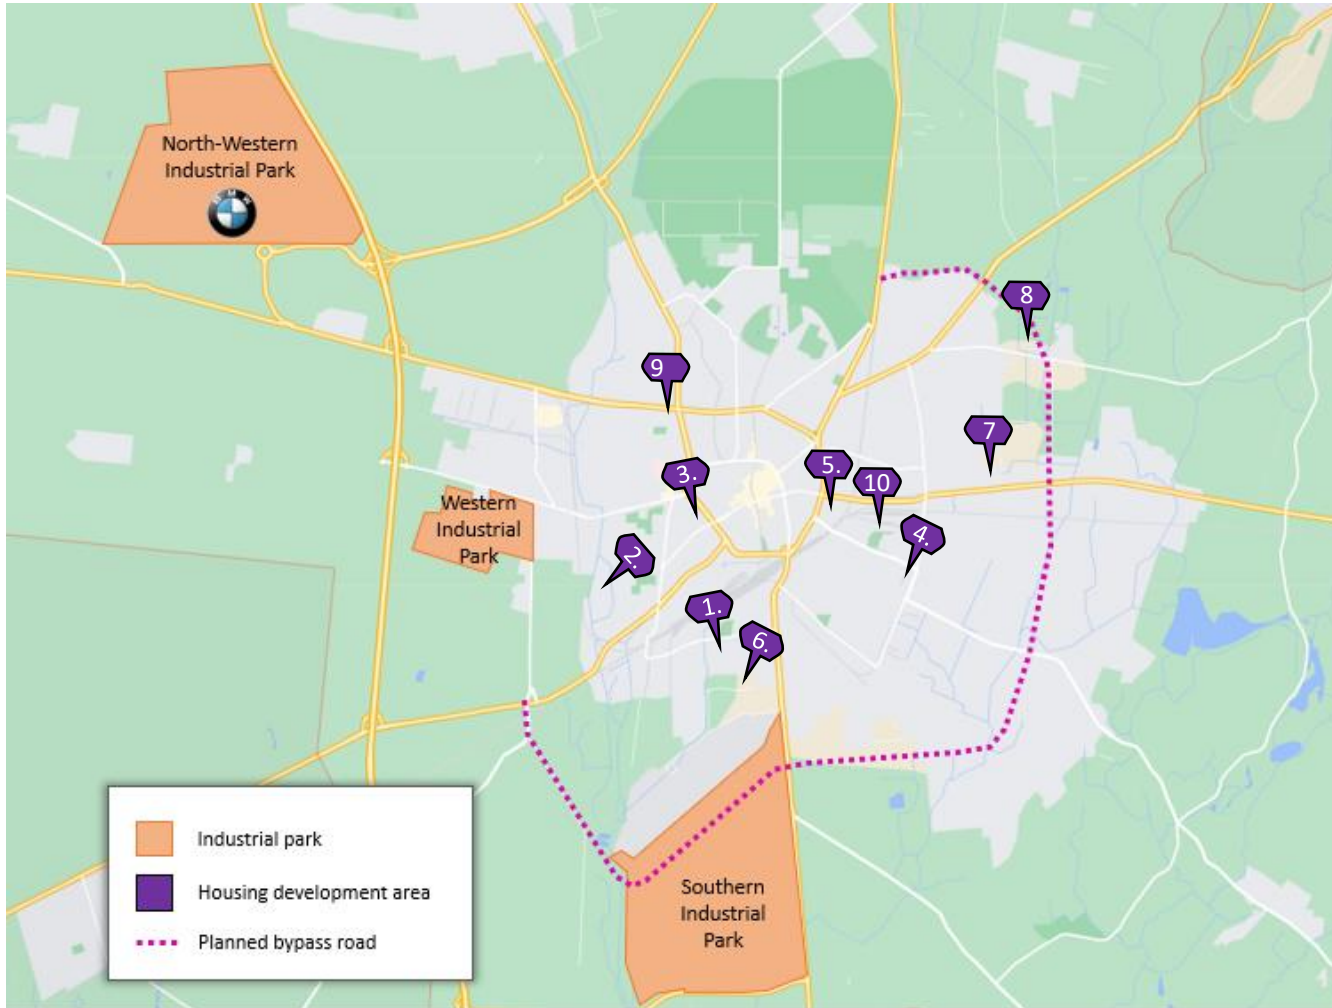 North-Western
Industrial Park
BMW
8
9
7
3.
5.
10
Western
Industrial
Park
2.
4.
1.
6.
Industrial park
Housing development area
Planned bypass road
Southern
Industrial
Park